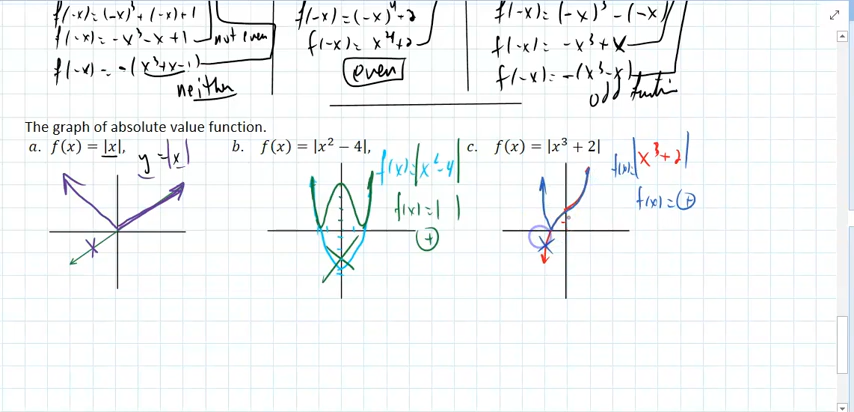 f(-x)=(-x)³+(-x)+1
f(-x)=-x³-x+1
not even
f(-x)=-(x³+x-1)
neither
f(-x)=(-x)⁴+2
f(-x)=x⁴+2
even
f(-x)=(-x)³-(-x)
f(-x)=-x³+x
f(-x)=-(x³-x)
odd functi
The graph of absolute value function.
a. f(x) = |x|,
y=|x|
b. f(x) = |x² − 4|,
f(x)=|x²-4|
f(x)=| |
+
c. f(x) = |x³ + 2|
f(x)=|x³+2|
f(x)=+